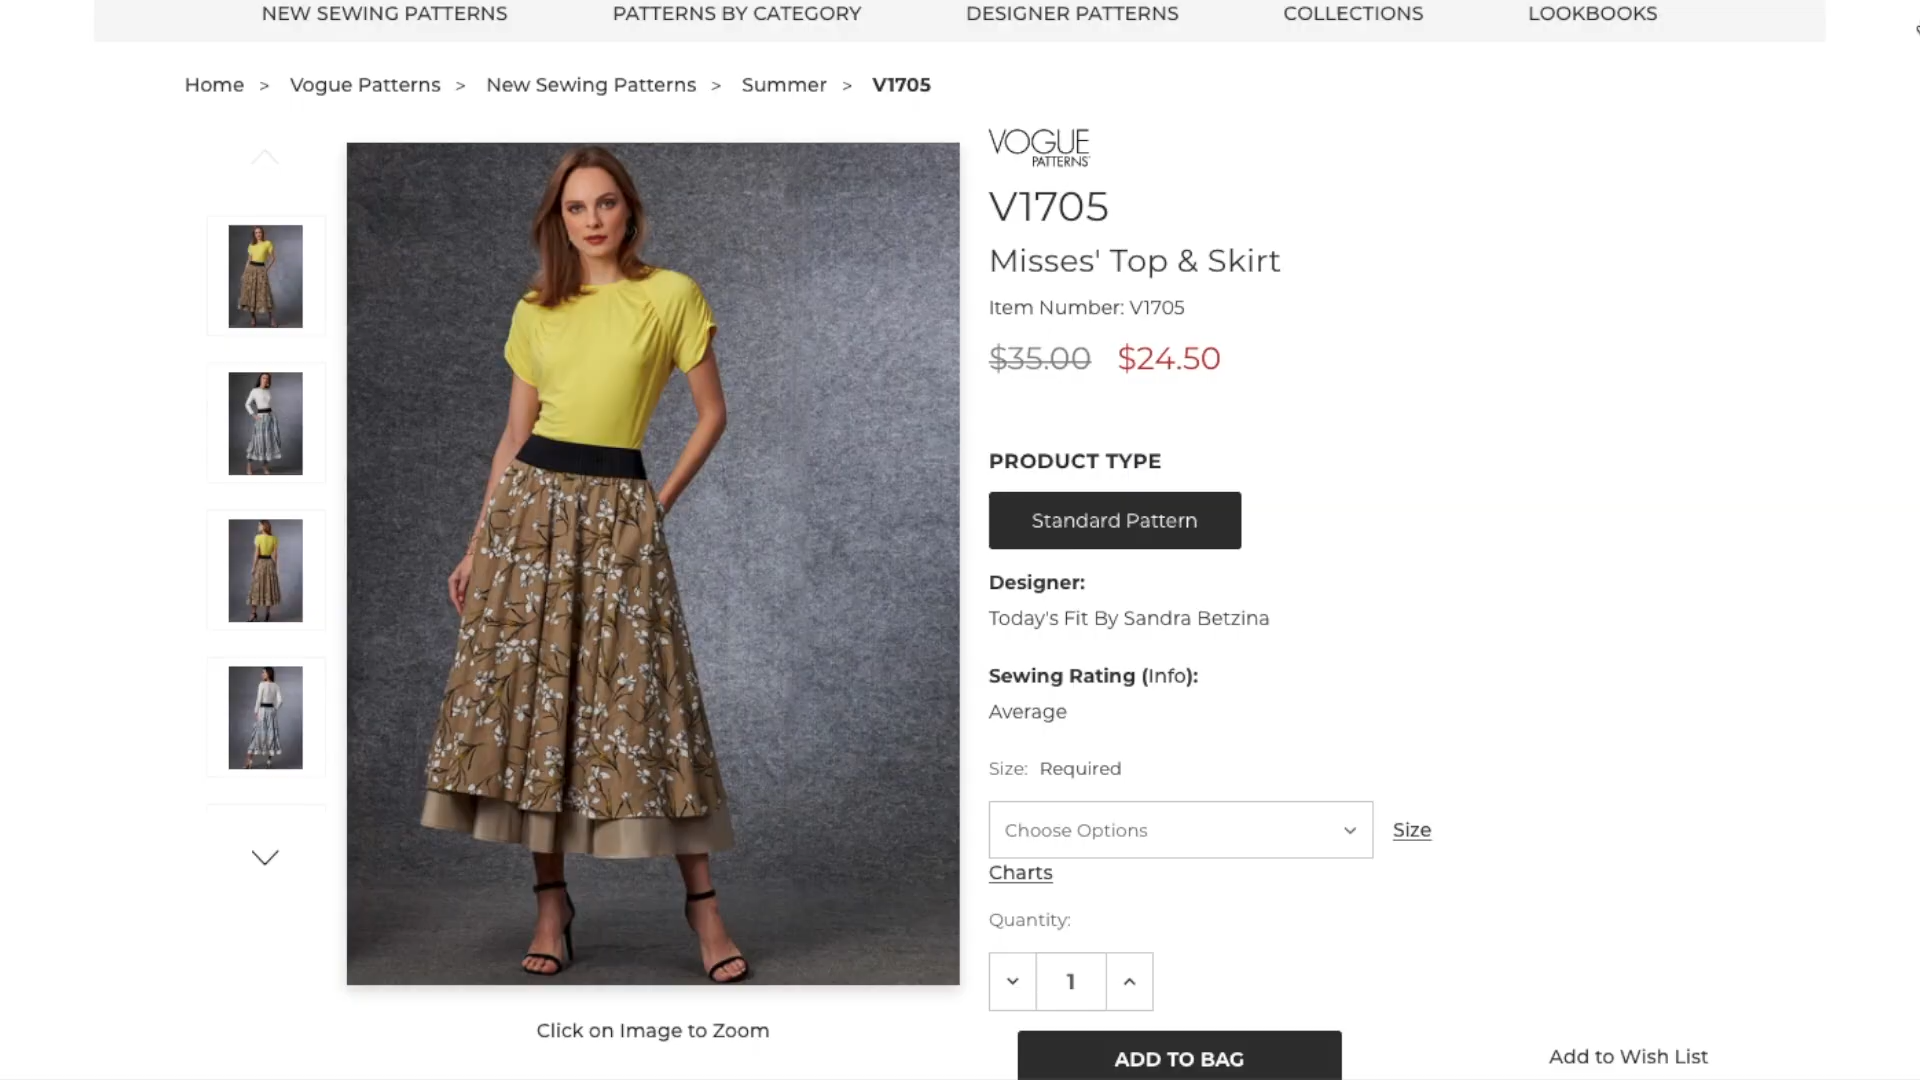 NEW SEWING PATTERNS PATTERNS BY CATEGORY DESIGNER PATTERNS COLLECTIONS LOOKBOOKS
Home > Vogue Patterns > New Sewing Patterns > Summer > V1705
VOGUE
PATTERNS
V1705
Misses' Top & Skirt
Item Number: V1705
$35.00 $24.50
PRODUCT TYPE
Standard Pattern
Designer:
Today's Fit By Sandra Betzina
Sewing Rating (Info):
Average
Size: Required
Choose Options Size
Charts
Quantity:
1
Click on Image to Zoom
ADD TO BAG Add to Wish List